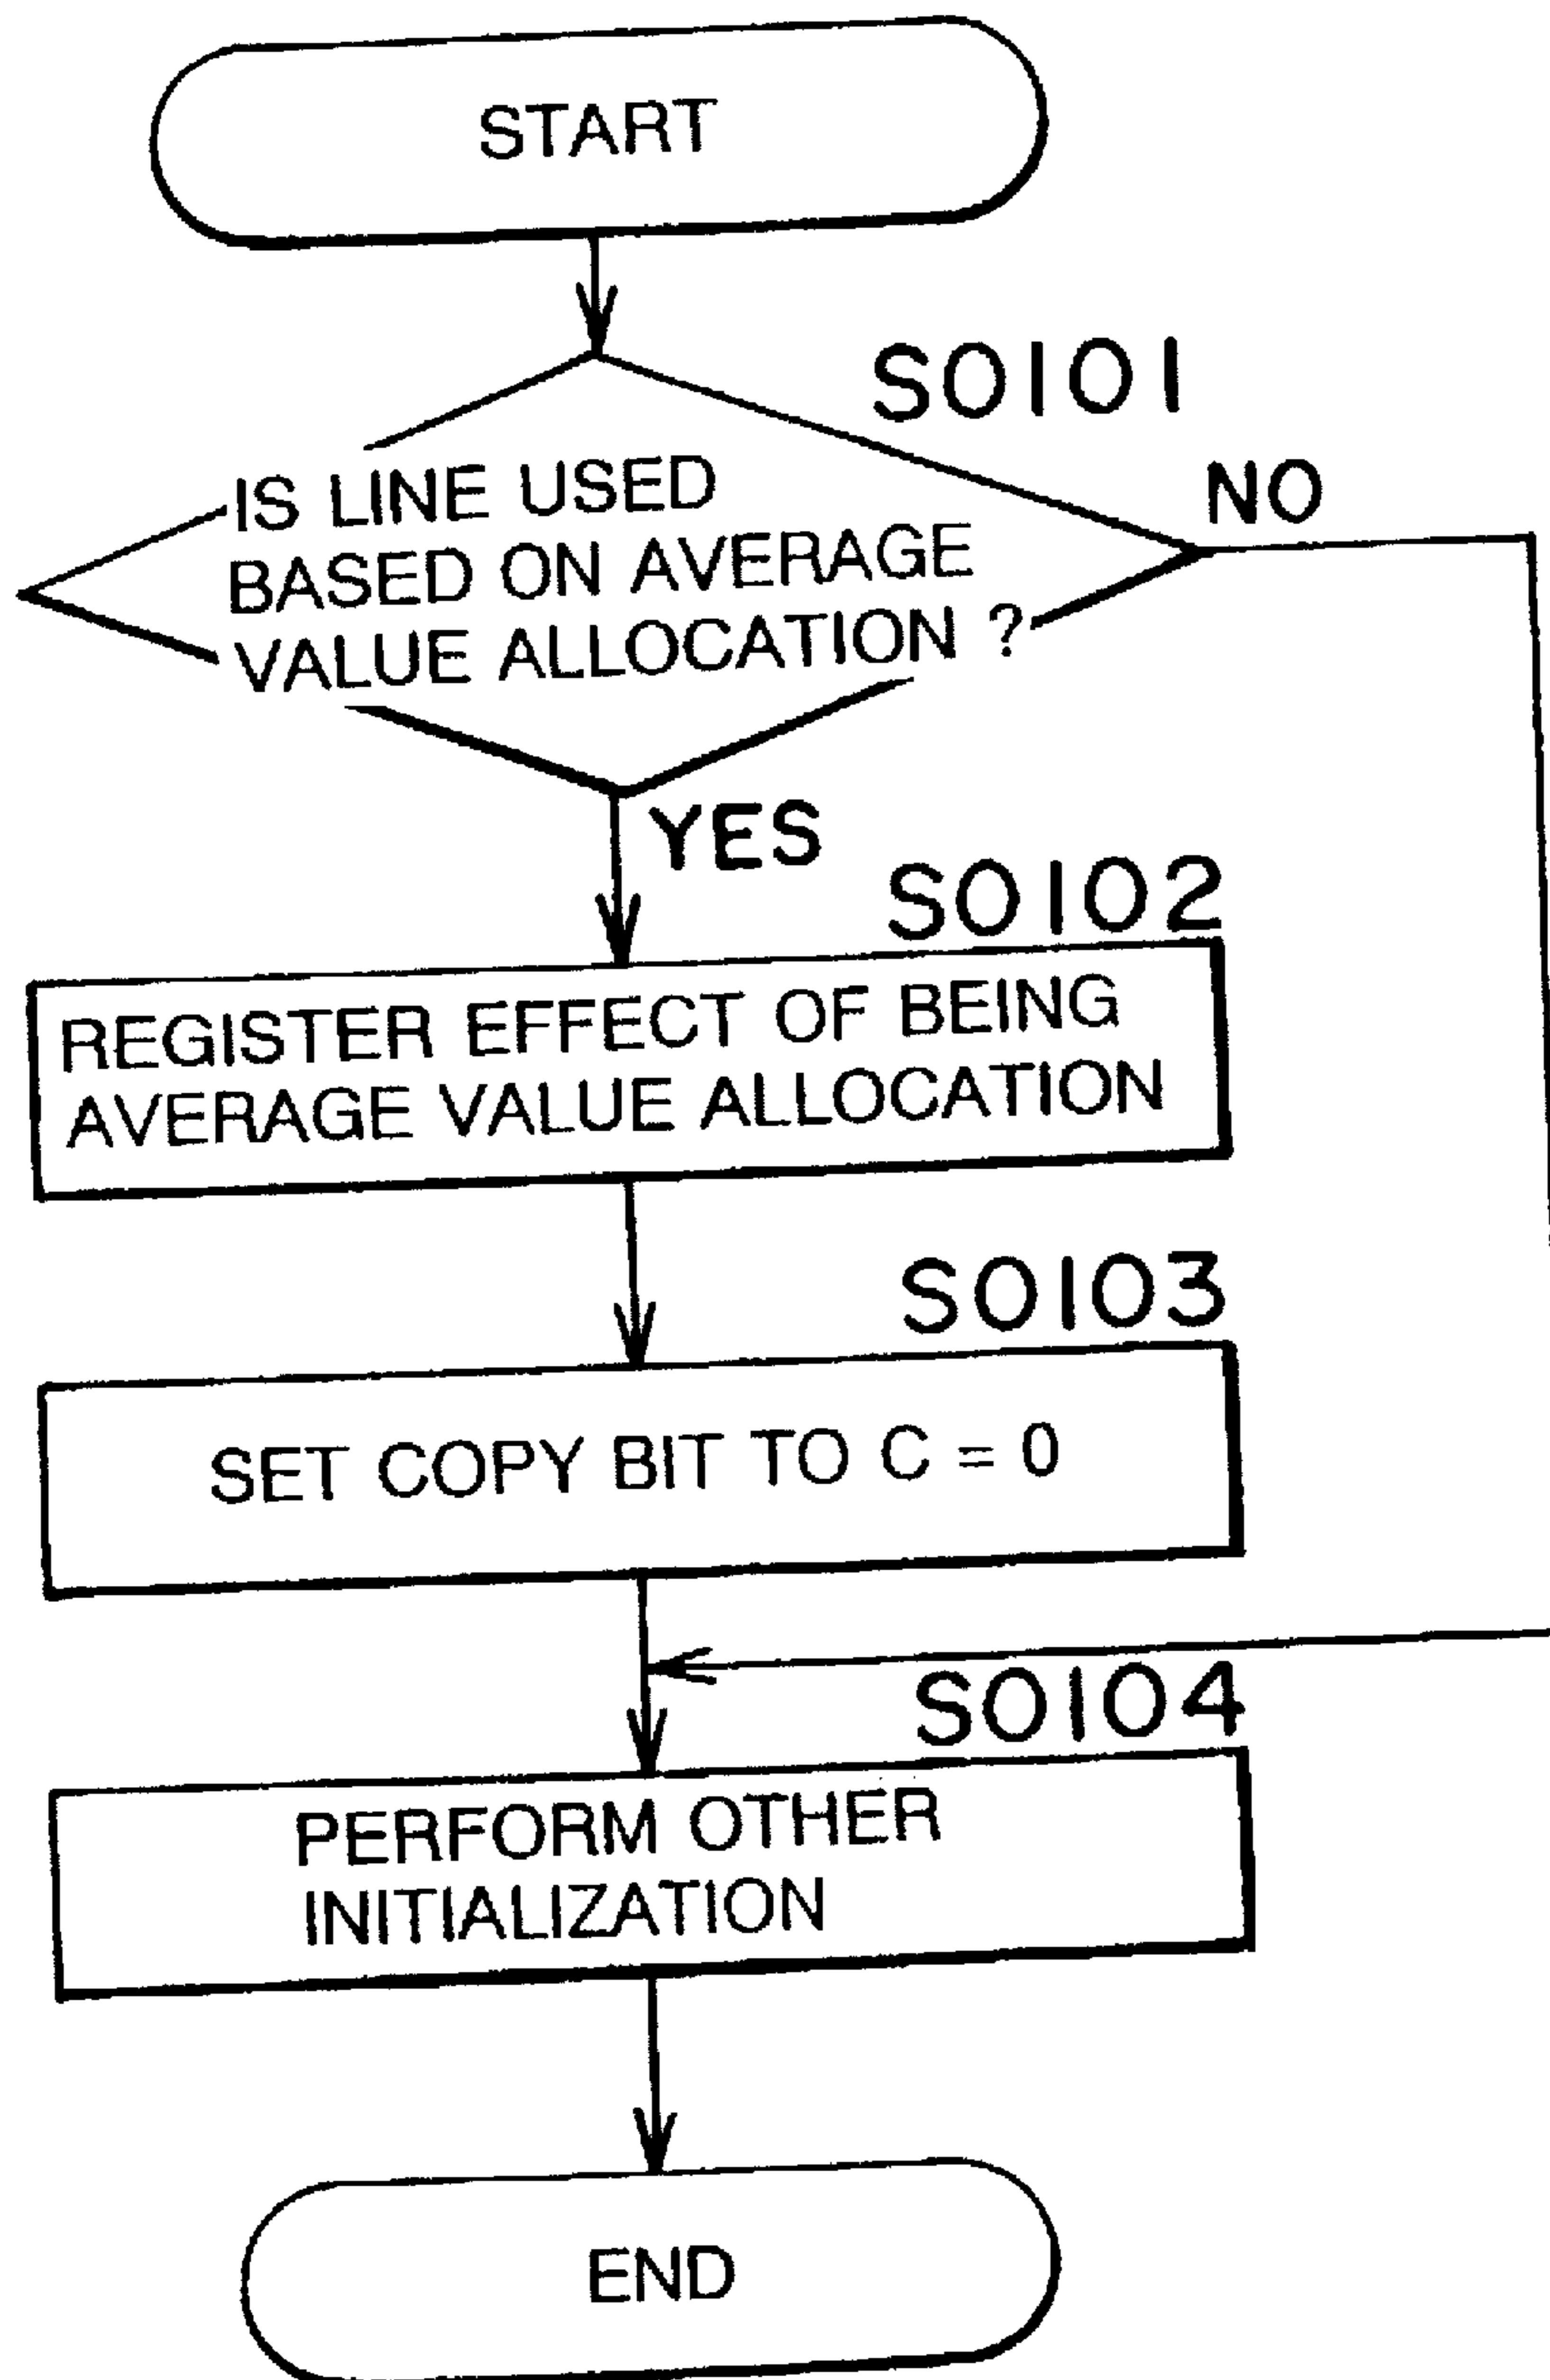 START
S0101
IS LINE USED
BASED ON AVERAGE
VALUE ALLOCATION ?
NO
YES
S0102
REGISTER EFFECT OF BEING
AVERAGE VALUE ALLOCATION
S0103
SET COPY BIT TO C = 0
S0104
PERFORM OTHER
INITIALIZATION
END